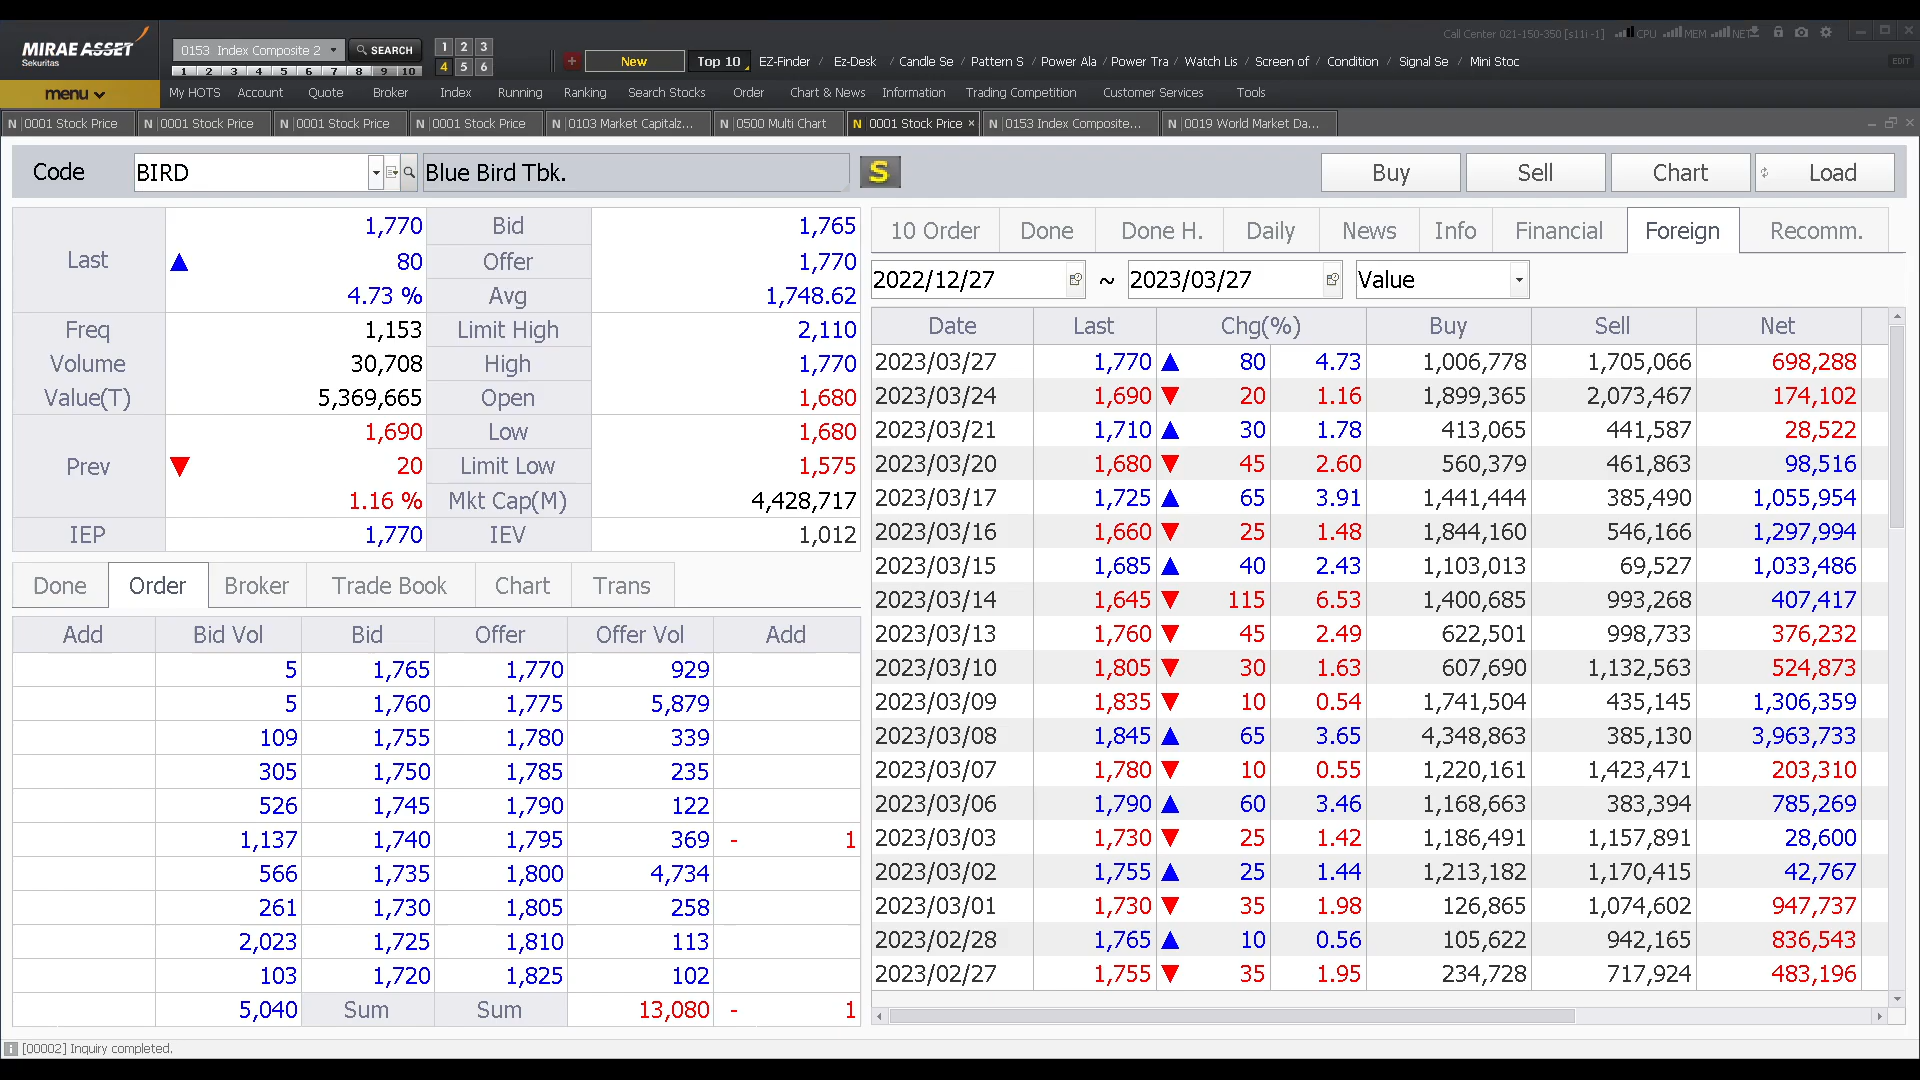 MIRAE ASSET
Sekuritas
0153 Index Composite 2
SEARCH
1 2 3
4 5 6
1 2 3 4 5 6 7 8 9 10
Call Center 021-150-350 [s11i -1] CPU MEM NET
+ New Top 10 EZ-Finder / Ez-Desk / Candle Se / Pattern S / Power Ala / Power Tra / Watch Lis / Screen of / Condition / Signal Se / Mini Stoc
EDIT
menu My HOTS Account Quote Broker Index Running Ranking Search Stocks Order Chart & News Information Trading Competition Customer Services Tools
N 0001 Stock Price N 0001 Stock Price N 0001 Stock Price N 0001 Stock Price N 0103 Market Capitalz... N 0500 Multi Chart N 0001 Stock Price × N 0153 Index Composite... N 0019 World Market Da...
Code BIRD Blue Bird Tbk. S Buy Sell Chart Load
Last 1,770 Bid 1,765
▲ 80 Offer 1,770
4.73 % Avg 1,748.62
Freq 1,153 Limit High 2,110
Volume 30,708 High 1,770
Value(T) 5,369,665 Open 1,680
Prev 1,690 Low 1,680
▼ 20 Limit Low 1,575
1.16 % Mkt Cap(M) 4,428,717
IEP 1,770 IEV 1,012
Done Order Broker Trade Book Chart Trans
Add Bid Vol Bid Offer Offer Vol Add
5 1,765 1,770 929
5 1,760 1,775 5,879
109 1,755 1,780 339
305 1,750 1,785 235
526 1,745 1,790 122
1,137 1,740 1,795 369 - 1
566 1,735 1,800 4,734
261 1,730 1,805 258
2,023 1,725 1,810 113
103 1,720 1,825 102
5,040 Sum Sum 13,080 - 1
10 Order Done Done H. Daily News Info Financial Foreign Recomm.
2022/12/27 ~ 2023/03/27 Value
Date Last Chg(%) Buy Sell Net
2023/03/27 1,770 ▲ 80 4.73 1,006,778 1,705,066 698,288
2023/03/24 1,690 ▼ 20 1.16 1,899,365 2,073,467 174,102
2023/03/21 1,710 ▲ 30 1.78 413,065 441,587 28,522
2023/03/20 1,680 ▼ 45 2.60 560,379 461,863 98,516
2023/03/17 1,725 ▲ 65 3.91 1,441,444 385,490 1,055,954
2023/03/16 1,660 ▼ 25 1.48 1,844,160 546,166 1,297,994
2023/03/15 1,685 ▲ 40 2.43 1,103,013 69,527 1,033,486
2023/03/14 1,645 ▼ 115 6.53 1,400,685 993,268 407,417
2023/03/13 1,760 ▼ 45 2.49 622,501 998,733 376,232
2023/03/10 1,805 ▼ 30 1.63 607,690 1,132,563 524,873
2023/03/09 1,835 ▼ 10 0.54 1,741,504 435,145 1,306,359
2023/03/08 1,845 ▲ 65 3.65 4,348,863 385,130 3,963,733
2023/03/07 1,780 ▼ 10 0.55 1,220,161 1,423,471 203,310
2023/03/06 1,790 ▲ 60 3.46 1,168,663 383,394 785,269
2023/03/03 1,730 ▼ 25 1.42 1,186,491 1,157,891 28,600
2023/03/02 1,755 ▲ 25 1.44 1,213,182 1,170,415 42,767
2023/03/01 1,730 ▼ 35 1.98 126,865 1,074,602 947,737
2023/02/28 1,765 ▲ 10 0.56 105,622 942,165 836,543
2023/02/27 1,755 ▼ 35 1.95 234,728 717,924 483,196
[00002] Inquiry completed.